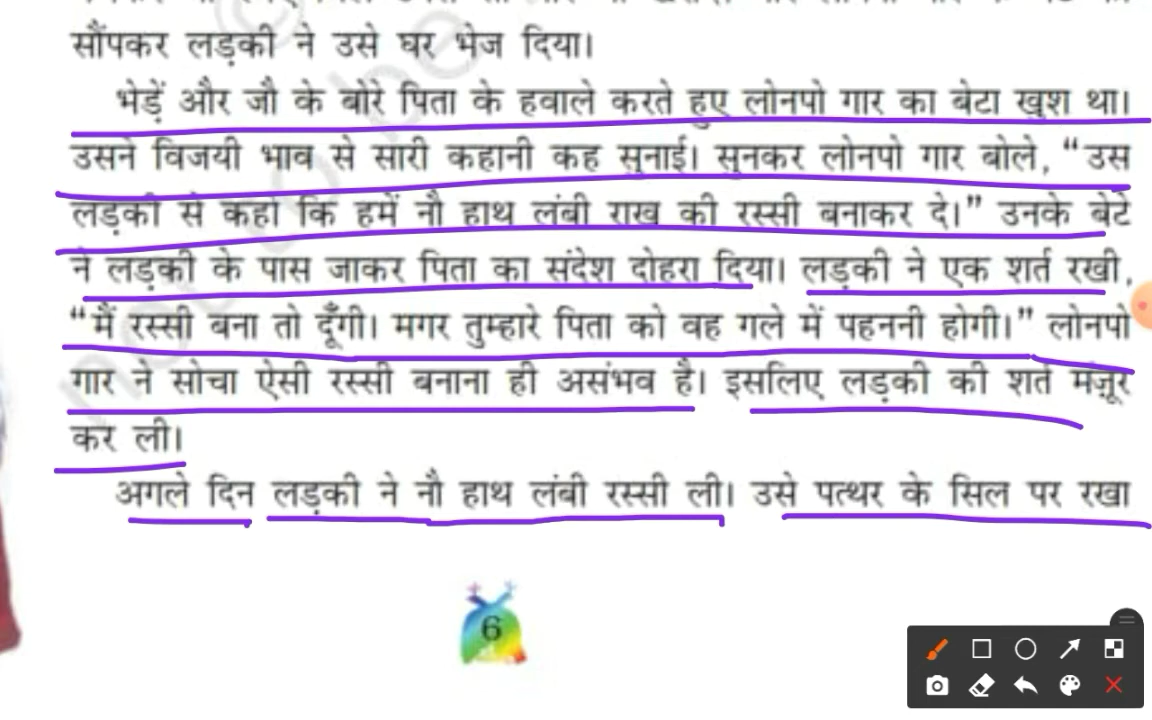 सौंपकर लड़की ने उसे घर भेज दिया।
भेड़ें और जौ के बोरे पिता के हवाले करते हुए लोनपो गार का बेटा खुश था।
उसने विजयी भाव से सारी कहानी कह सुनाई। सुनकर लोनपो गार बोले, “उस
लड़की से कहो कि हमें नौ हाथ लंबी राख की रस्सी बनाकर दे।” उनके बेटे
ने लड़की के पास जाकर पिता का संदेश दोहरा दिया। लड़की ने एक शर्त रखी,
“मैं रस्सी बना तो दूँगी। मगर तुम्हारे पिता को वह गले में पहननी होगी।” लोनपो
गार ने सोचा ऐसी रस्सी बनाना ही असंभव है। इसलिए लड़की की शर्त मंज़ूर
कर ली।
अगले दिन लड़की ने नौ हाथ लंबी रस्सी ली। उसे पत्थर के सिल पर रखा
6